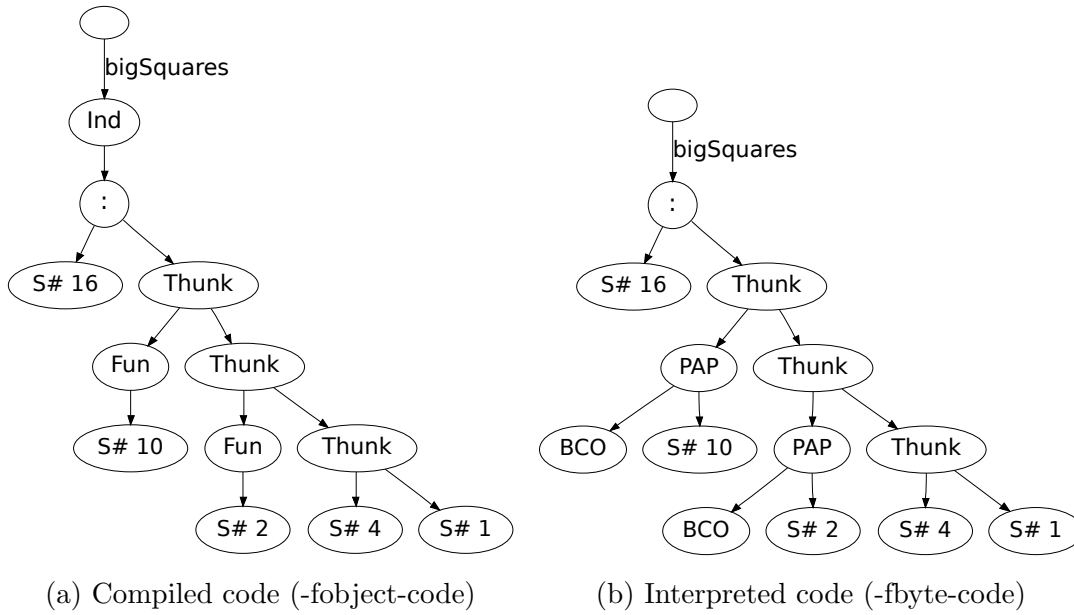 bigSquares
Ind
:
S# 16 Thunk
Fun Thunk
S# 10 Fun Thunk
S# 2 S# 4 S# 1
(a) Compiled code (-fobject-code)
bigSquares
:
S# 16 Thunk
PAP Thunk
BCO S# 10 PAP Thunk
BCO S# 2 S# 4 S# 1
(b) Interpreted code (-fbyte-code)